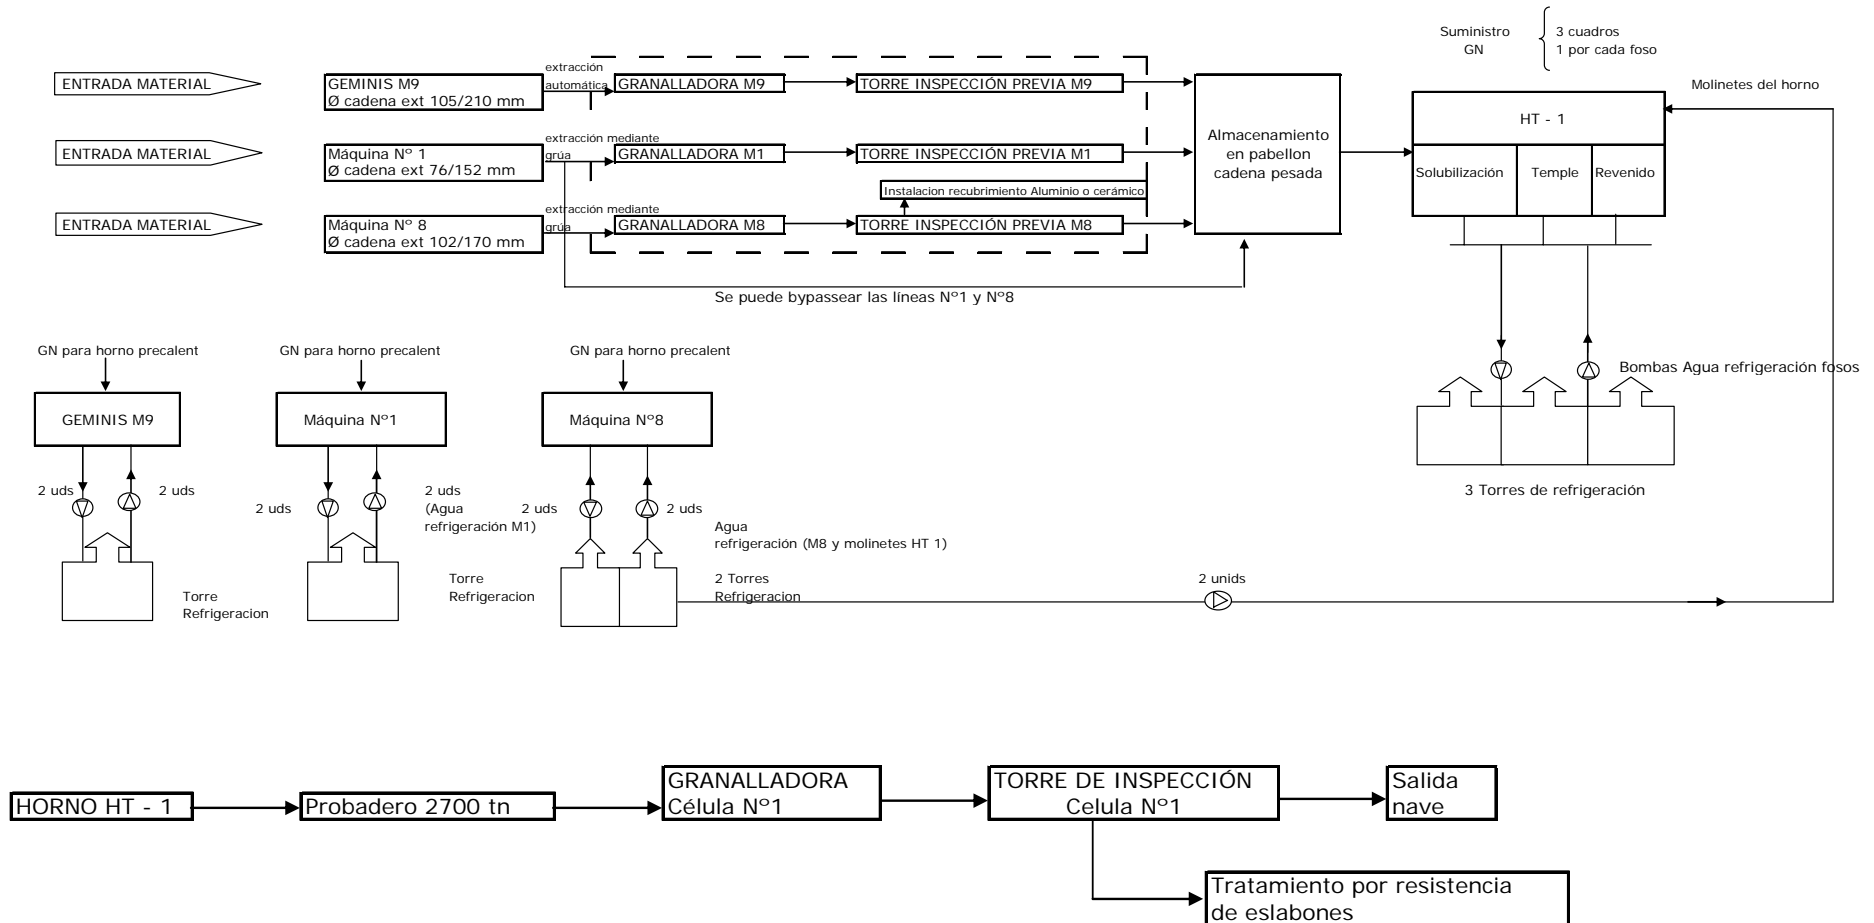 Suministro
GN
3 cuadros
1 por cada foso
ENTRADA MATERIAL
GEMINIS M9
Ø cadena ext 105/210 mm
extracción
automática
GRANALLADORA M9
TORRE INSPECCIÓN PREVIA M9
Molinetes del horno
ENTRADA MATERIAL
Máquina Nº 1
Ø cadena ext 76/152 mm
extracción mediante
grúa
GRANALLADORA M1
TORRE INSPECCIÓN PREVIA M1
Almacenamiento
en pabellon
cadena pesada
HT - 1
Solubilización
Temple
Revenido
Instalacion recubrimiento Aluminio o cerámico
ENTRADA MATERIAL
Máquina Nº 8
Ø cadena ext 102/170 mm
extracción mediante
grúa
GRANALLADORA M8
TORRE INSPECCIÓN PREVIA M8
Se puede bypassear las líneas Nº1 y Nº8
GN para horno precalent
GN para horno precalent
GN para horno precalent
Bombas Agua refrigeración fosos
GEMINIS M9
Máquina Nº1
Máquina Nº8
2 uds
2 uds
2 uds
2 uds
(Agua
refrigeración M1)
2 uds
2 uds
3 Torres de refrigeración
Agua
refrigeración (M8 y molinetes HT 1)
Torre
Refrigeracion
Torre
Refrigeracion
2 Torres
Refrigeracion
2 unids
HORNO HT - 1
Probadero 2700 tn
GRANALLADORA
Célula Nº1
TORRE DE INSPECCIÓN
Celula Nº1
Salida
nave
Tratamiento por resistencia
de eslabones